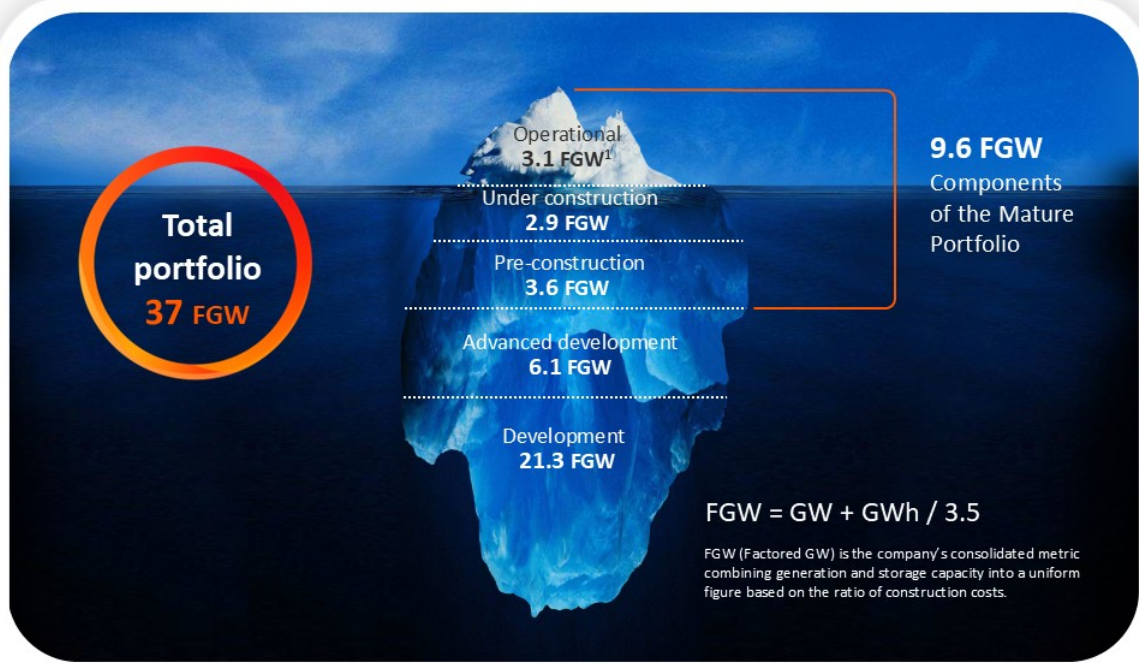 Total
portfolio
37 FGW
Operational
3.1 FGW¹
Under construction
2.9 FGW
Pre-construction
3.6 FGW
Advanced development
6.1 FGW
Development
21.3 FGW
9.6 FGW
Components
of the Mature
Portfolio
FGW = GW + GWh / 3.5
FGW (Factored GW) is the company's consolidated metric
combining generation and storage capacity into a uniform
figure based on the ratio of construction costs.